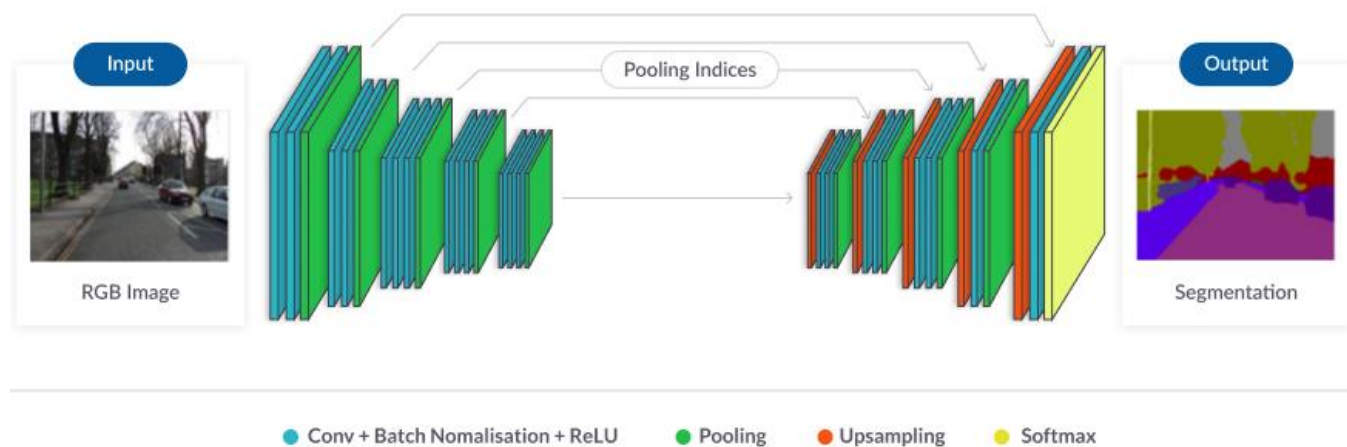 Input
Pooling Indices
Output
RGB Image
Segmentation
Conv + Batch Nomalisation + ReLU
Pooling
Upsampling
Softmax